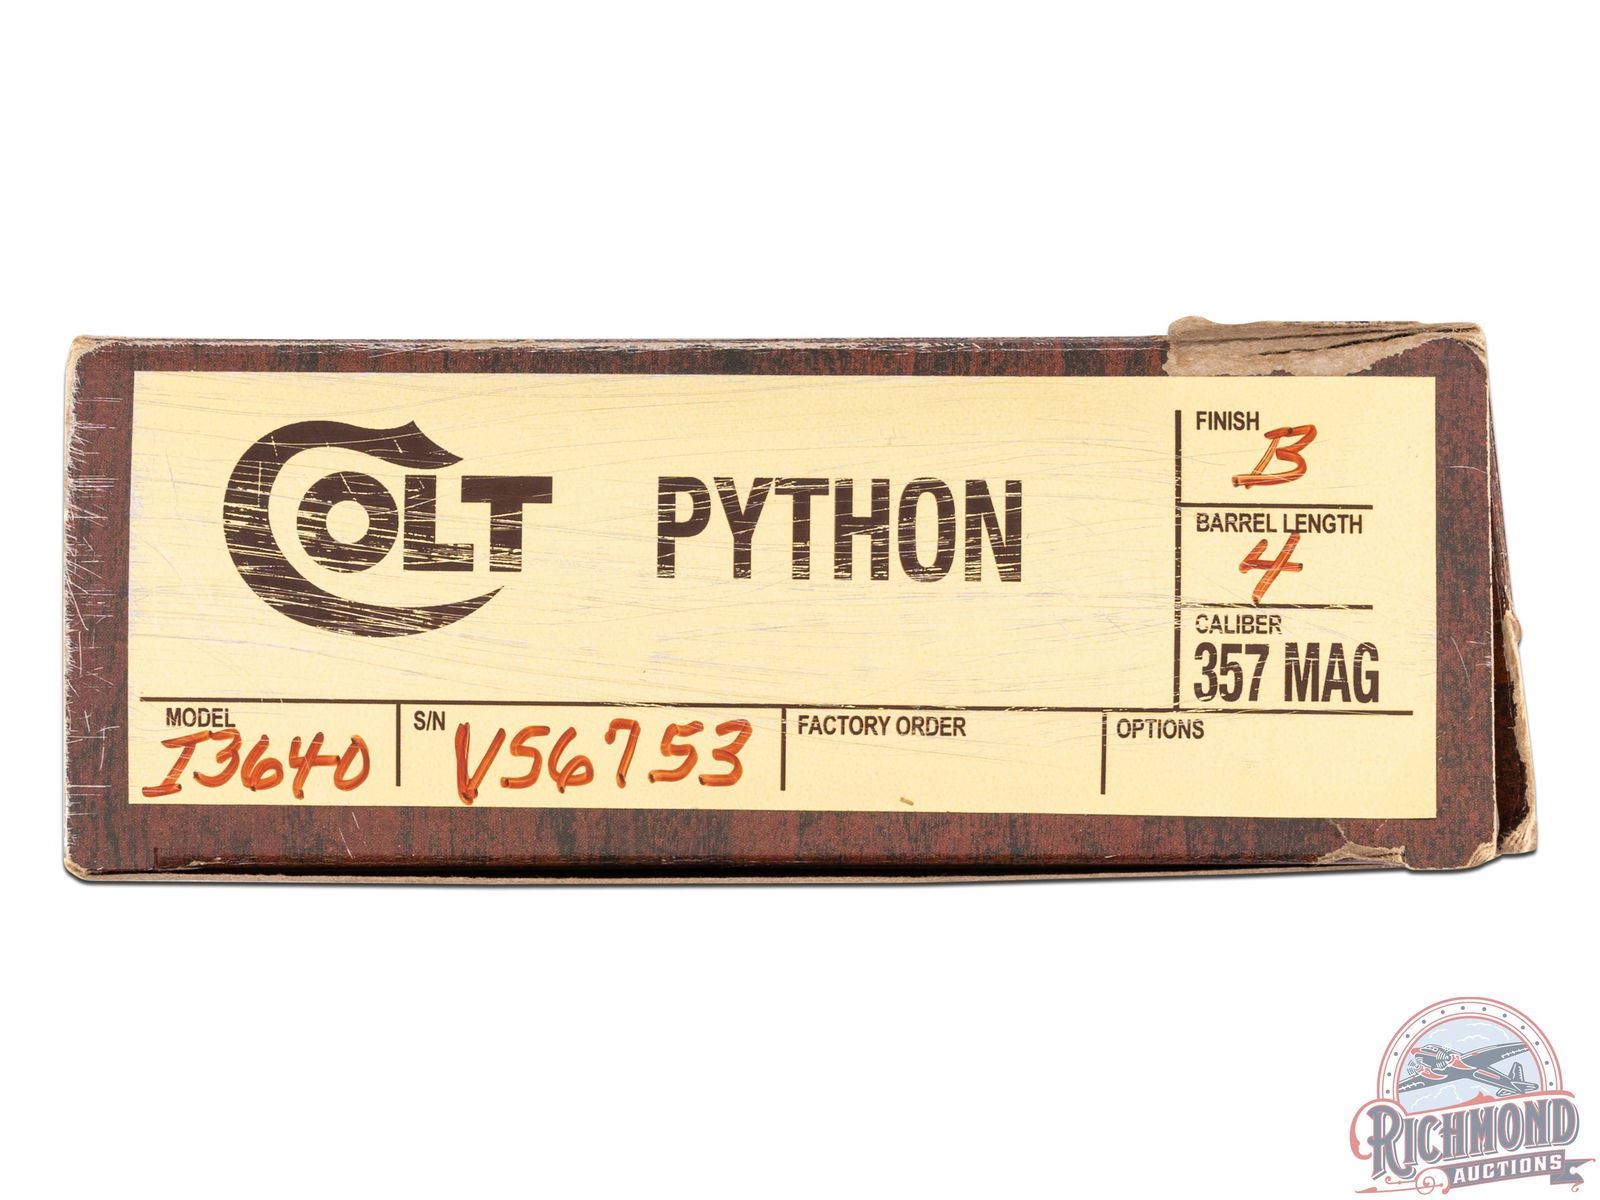 COLT PYTHON
FINISH
B
BARREL LENGTH
4
CALIBER
357 MAG
MODEL
I3640
S/N
V56753
FACTORY ORDER
OPTIONS
RICHMOND
AUCTIONS